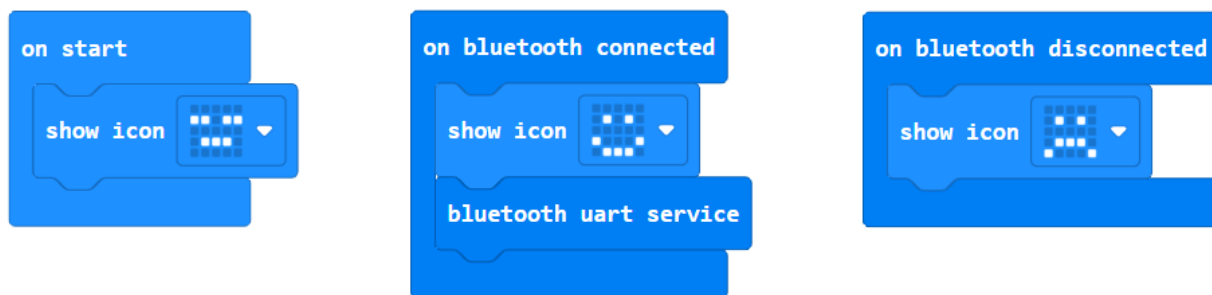 on start
show icon
on bluetooth connected
show icon
bluetooth uart service
on bluetooth disconnected
show icon